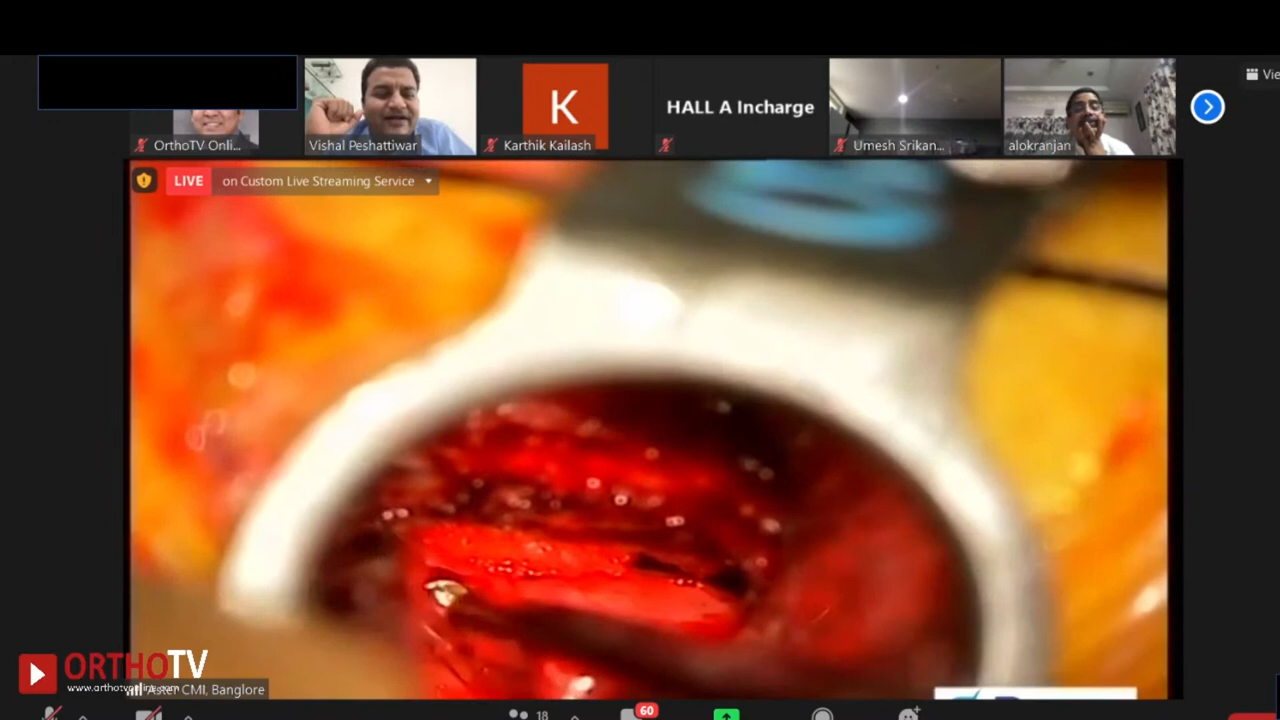 Vie
K
HALL A Incharge
OrthoTV Onli...
Vishal Peshattiwar
Karthik Kailash
Umesh Srikan...
alokranjan
LIVE on Custom Live Streaming Service
ORTHOTV
Aster CMI, Banglore
18
60